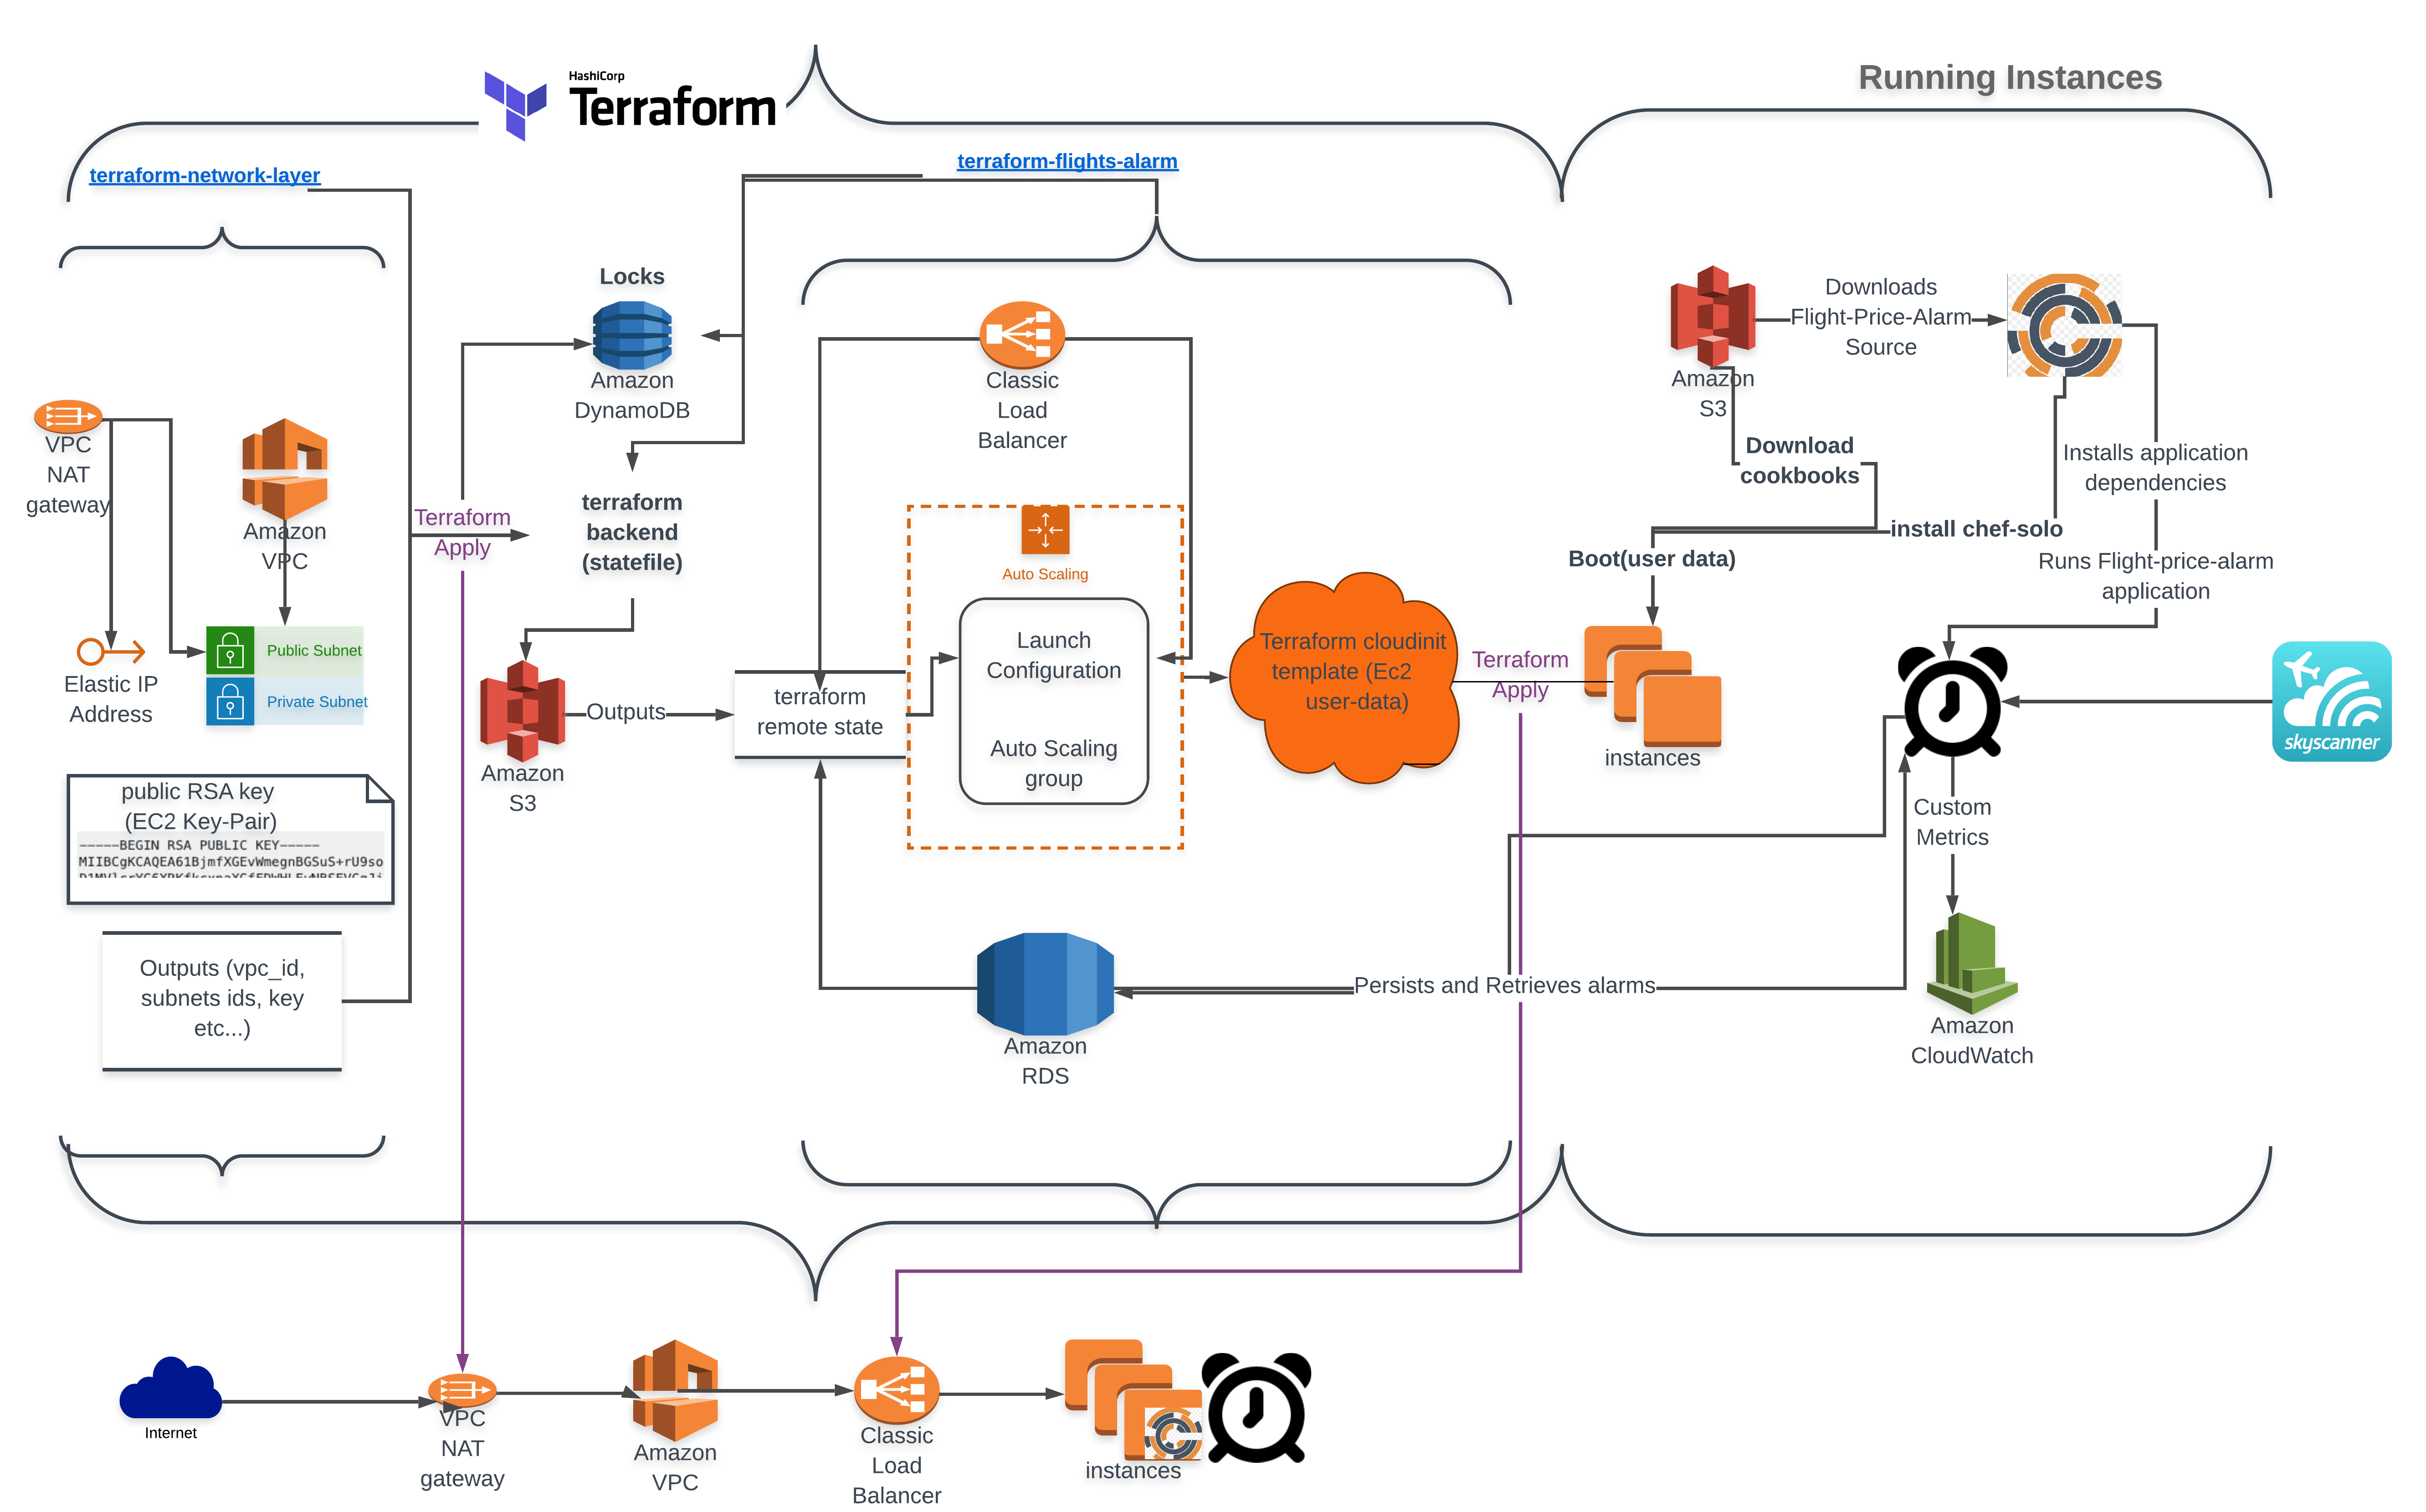 HashiCorp
Terraform
Running Instances
terraform-network-layer
terraform-flights-alarm
VPC
NAT
gateway
Amazon
VPC
Elastic IP
Address
Public Subnet
Private Subnet
public RSA key
(EC2 Key-Pair)
-----BEGIN RSA PUBLIC KEY-----
MIIBCgKCAQEA61BjmfXGEvWmegnBGSuS+rU9so
Outputs (vpc_id,
subnets ids, key
etc...)
Terraform
Apply
Locks
Amazon
DynamoDB
terraform
backend
(statefile)
Amazon
S3
Outputs
terraform
remote state
Classic
Load
Balancer
Auto Scaling
Launch
Configuration
Auto Scaling
group
Terraform cloudinit
template (Ec2
user-data)
Terraform
Apply
Amazon
RDS
Persists and Retrieves alarms
Amazon
S3
Downloads
Flight-Price-Alarm
Source
Download
cookbooks
install chef-solo
Boot(user data)
instances
Installs application
dependencies
Runs Flight-price-alarm
application
skyscanner
Custom
Metrics
Amazon
CloudWatch
Internet
VPC
NAT
gateway
Amazon
VPC
Classic
Load
Balancer
instances